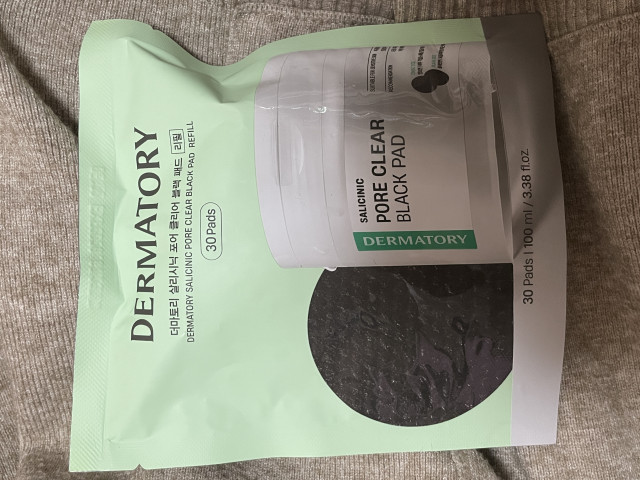 DERMATORY
더마토리 살리시닉 포어 클리어 블랙 패드 리필
DERMATORY SALICINIC PORE CLEAR BLACK PAD REFILL
30 Pads
SALICINIC
PORE CLEAR
BLACK PAD
DERMATORY
30 Pads | 100 ml / 3.38 fl.oz.